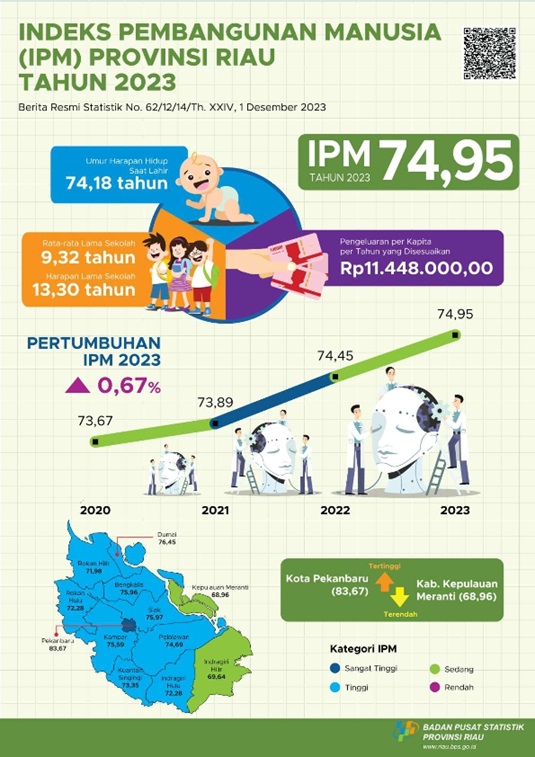 INDEKS PEMBANGUNAN MANUSIA
(IPM) PROVINSI RIAU
TAHUN 2023
Berita Resmi Statistik No. 62/12/14/Th. XXIV, 1 Desember 2023
Umur Harapan Hidup
Saat Lahir
74,18 tahun
IPM
TAHUN 2023
74,95
Rata-rata Lama Sekolah
9,32 tahun
Harapan Lama Sekolah
13,30 tahun
Pengeluaran per Kapita
per Tahun yang Disesuaikan
Rp11.448.000,00
PERTUMBUHAN
IPM 2023
0,67%
73,67
73,89
74,45
74,95
2020
2021
2022
2023
Dumai
76,45
Rokan Hilir
71,98
Bengkalis
75,96
Kepulauan Meranti
68,96
Rokan
Hulu
72,28
Siak
75,97
Pekanbaru
83,67
Kampar
75,59
Pelalawan
74,69
Indragiri
Hilir
69,64
Kuantan
Singingi
73,35
Indragiri
Hulu
72,28
Tertinggi
Kota Pekanbaru
(83,67)
Kab. Kepulauan
Meranti (68,96)
Terendah
Kategori IPM
Sangat Tinggi
Sedang
Tinggi
Rendah
BADAN PUSAT STATISTIK
PROVINSI RIAU
www.riau.bps.go.id